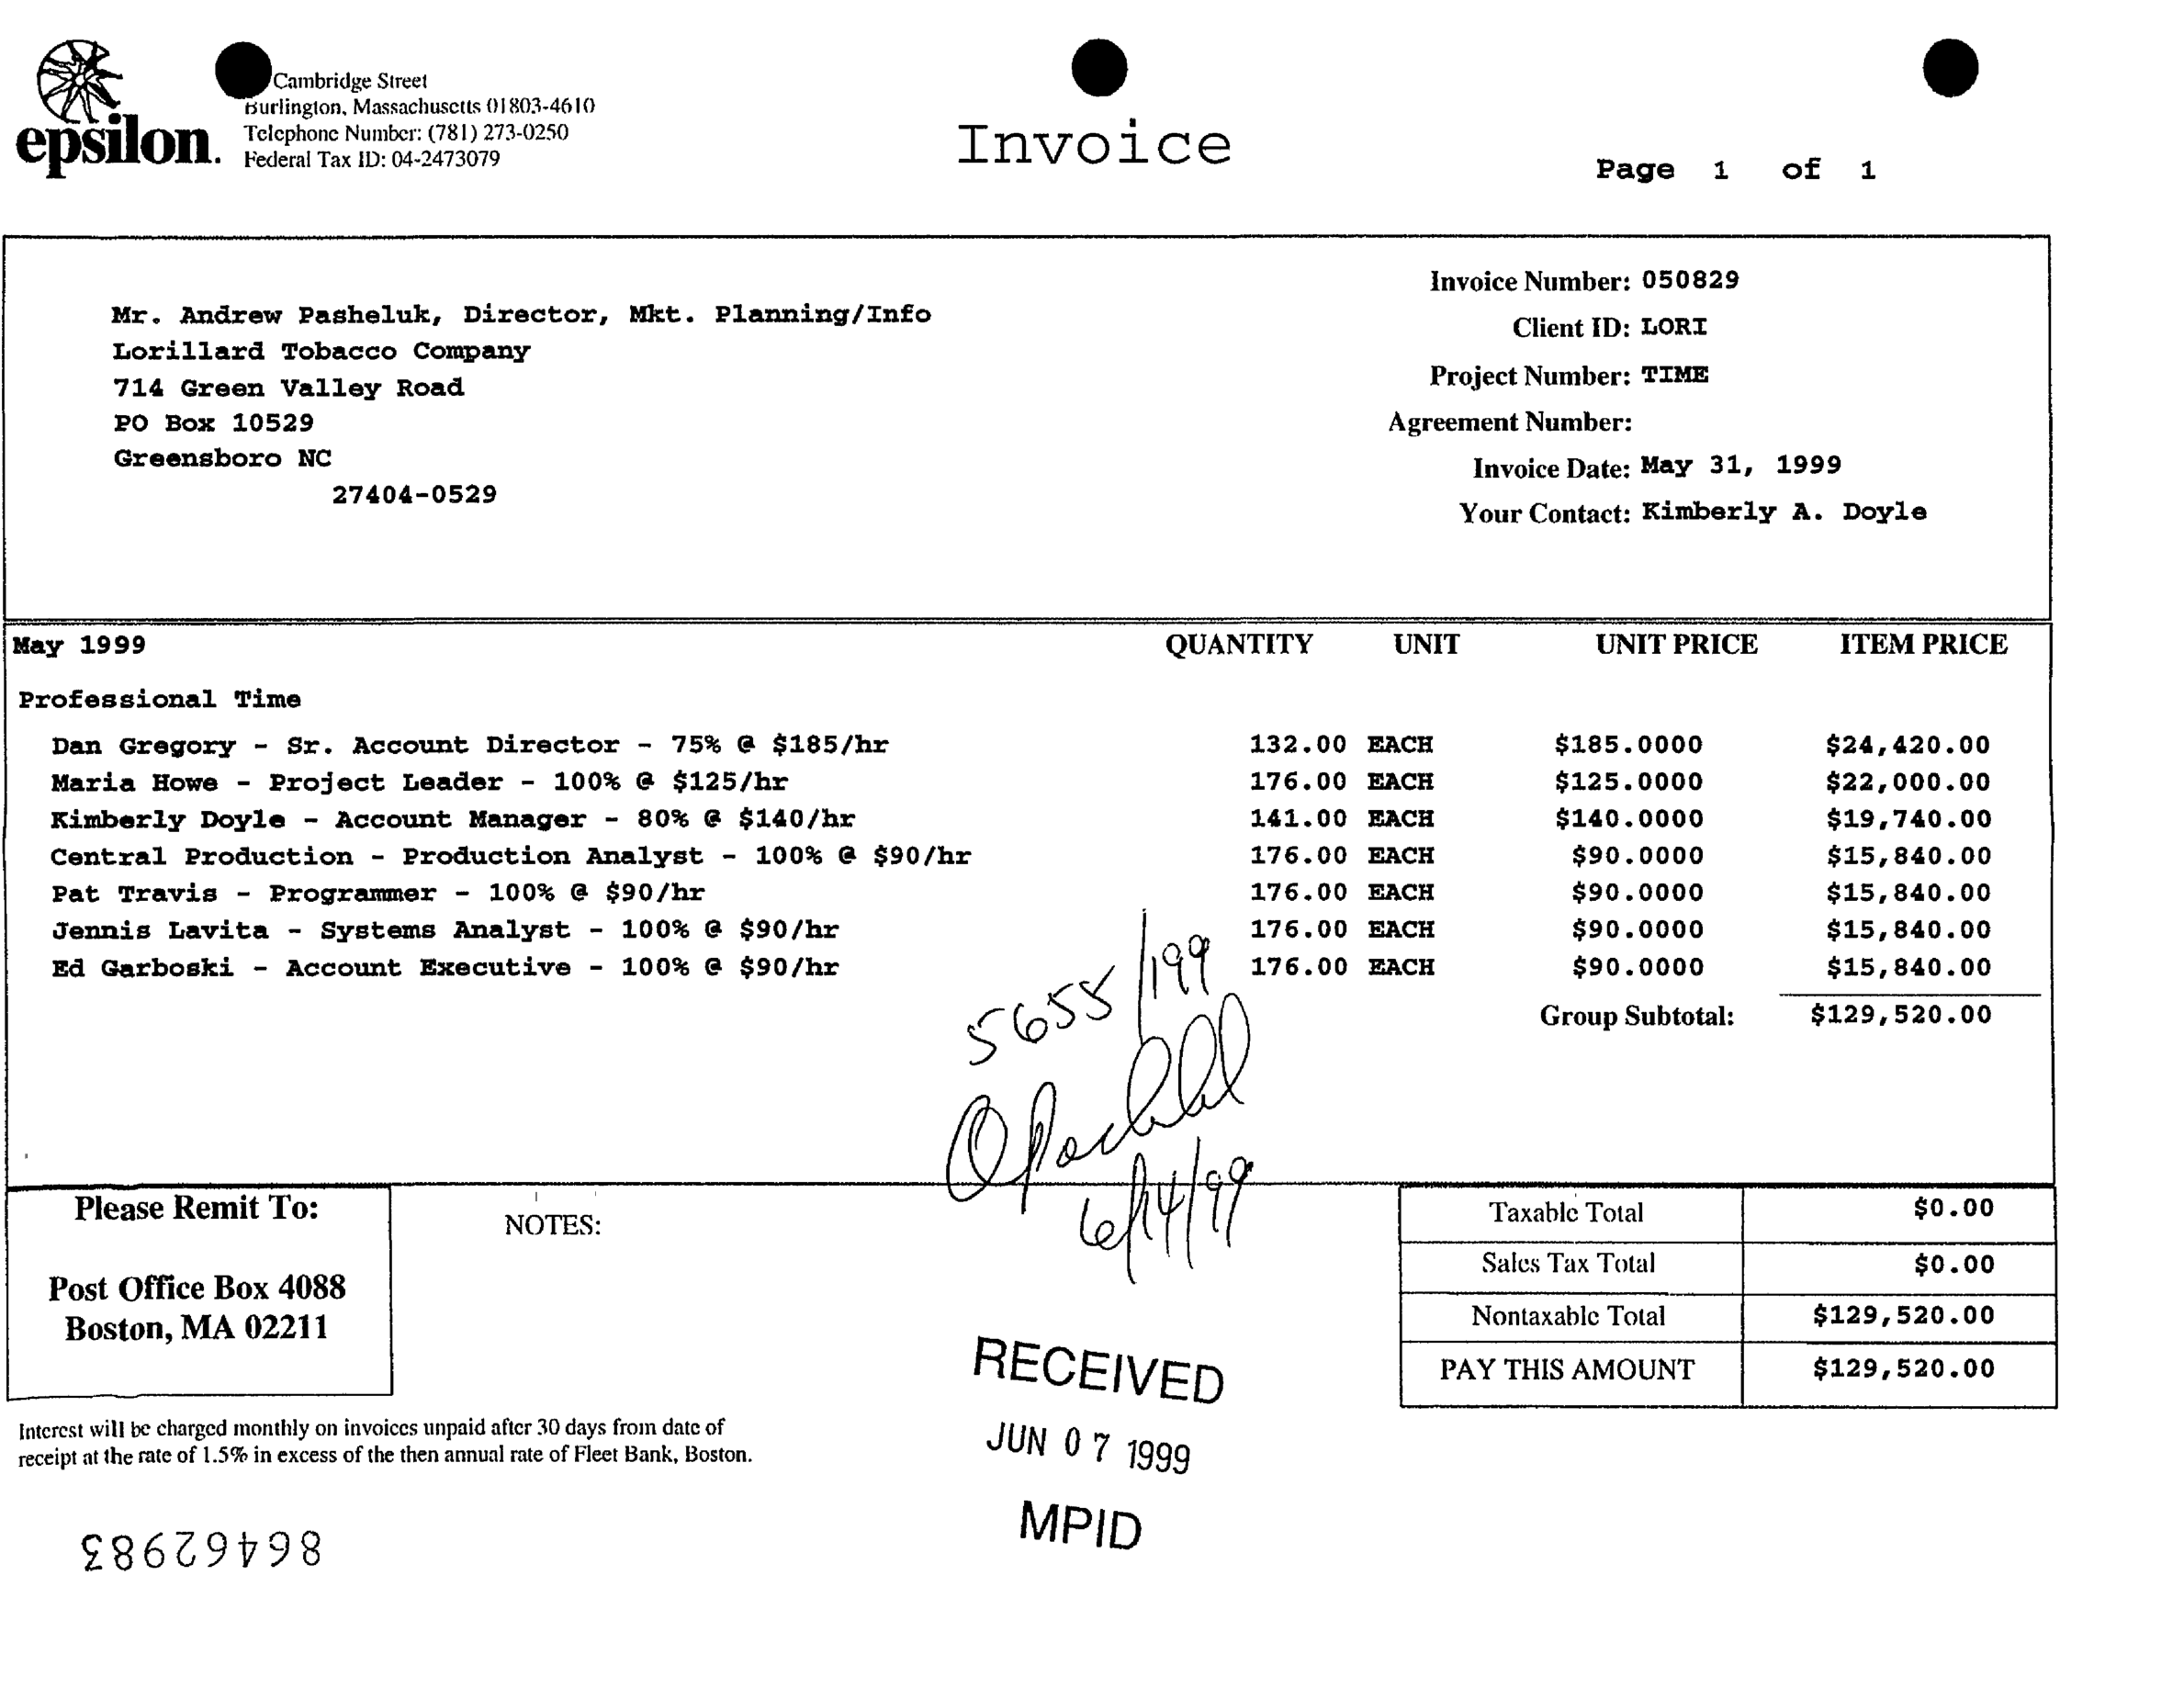 epsilon.
Cambridge Street
Burlington, Massachusetts 01803-4610
Telephone Number: (781) 273-0250
Federal Tax ID: 04-2473079
Invoice
Page 1 of 1
Mr. Andrew Pasheluk, Director, Mkt. Planning/Info
Lorillard Tobacco Company
714 Green Valley Road
PO Box 10529
Greensboro NC
27404-0529
Invoice Number: 050829
Client ID: LORI
Project Number: TIME
Agreement Number:
Invoice Date: May 31, 1999
Your Contact: Kimberly A. Doyle
May 1999 QUANTITY UNIT UNIT PRICE ITEM PRICE
Professional Time
Dan Gregory - Sr. Account Director - 75% @ $185/hr 132.00 EACH $185.0000 $24,420.00
Maria Howe - Project Leader - 100% @ $125/hr 176.00 EACH $125.0000 $22,000.00
Kimberly Doyle - Account Manager - 80% @ $140/hr 141.00 EACH $140.0000 $19,740.00
Central Production - Production Analyst - 100% @ $90/hr 176.00 EACH $90.0000 $15,840.00
Pat Travis - Programmer - 100% @ $90/hr 176.00 EACH $90.0000 $15,840.00
Jennis Lavita - Systems Analyst - 100% @ $90/hr 176.00 EACH $90.0000 $15,840.00
Ed Garboski - Account Executive - 100% @ $90/hr 176.00 EACH $90.0000 $15,840.00
Group Subtotal: $129,520.00
5655/199
6/14/99
Please Remit To:
Post Office Box 4088
Boston, MA 02211
NOTES:
Taxable Total $0.00
Sales Tax Total $0.00
Nontaxable Total $129,520.00
PAY THIS AMOUNT $129,520.00
RECEIVED
JUN 07 1999
MPID
Interest will be charged monthly on invoices unpaid after 30 days from date of
receipt at the rate of 1.5% in excess of the then annual rate of Fleet Bank, Boston.
86462983